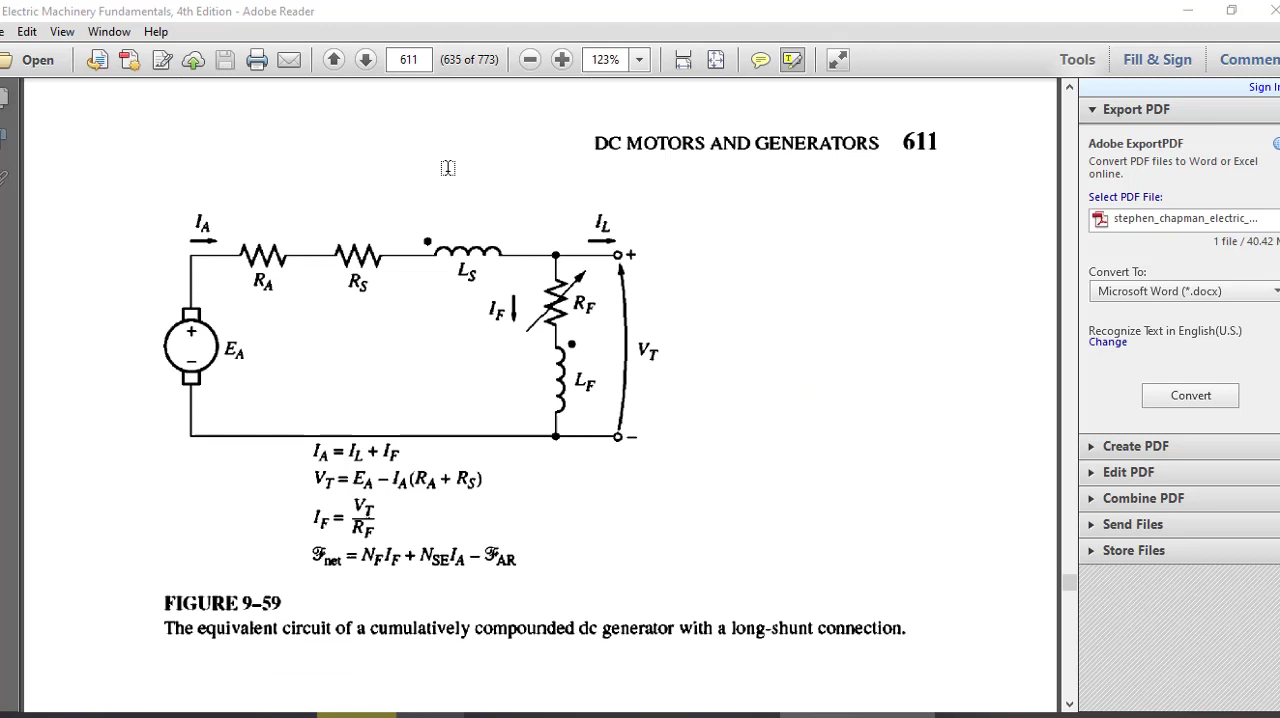 Electric Machinery Fundamentals, 4th Edition - Adobe Reader
Edit View Window Help
Open 611 (635 of 773) 123% Tools Fill & Sign
Sign
Export PDF
Adobe ExportPDF
Convert PDF files to Word or Excel
online.
Select PDF File:
stephen_chapman_electric_...
1 file / 40.42
Convert To:
Microsoft Word (*.docx)
Recognize Text in English(U.S.)
Change
Convert
Create PDF
Edit PDF
Combine PDF
Send Files
Store Files
DC MOTORS AND GENERATORS 611
I_A I_L
+
R_A R_S L_S
I_F R_F
+
− E_A V_T
L_F
−
I_A = I_L + I_F
V_T = E_A − I_A(R_A + R_S)
I_F = V_T / R_F
ℱ_net = N_F I_F + N_SE I_A − ℱ_AR
FIGURE 9–59
The equivalent circuit of a cumulatively compounded dc generator with a long-shunt connection.